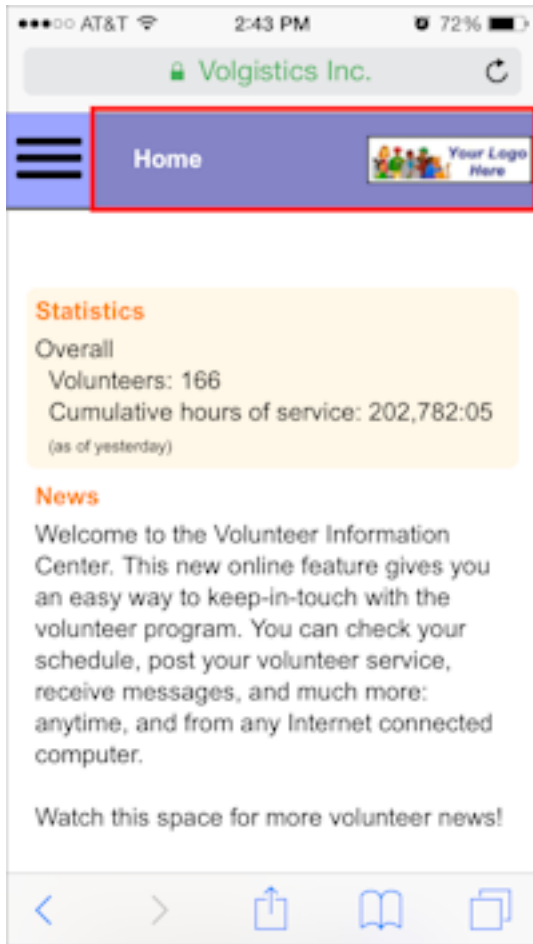 AT&T 2:43 PM 72%
Volgistics Inc.
Home
Your Logo
Here
Statistics
Overall
Volunteers: 166
Cumulative hours of service: 202,782:05
(as of yesterday)
News
Welcome to the Volunteer Information
Center. This new online feature gives you
an easy way to keep-in-touch with the
volunteer program. You can check your
schedule, post your volunteer service,
receive messages, and much more:
anytime, and from any Internet connected
computer.
Watch this space for more volunteer news!